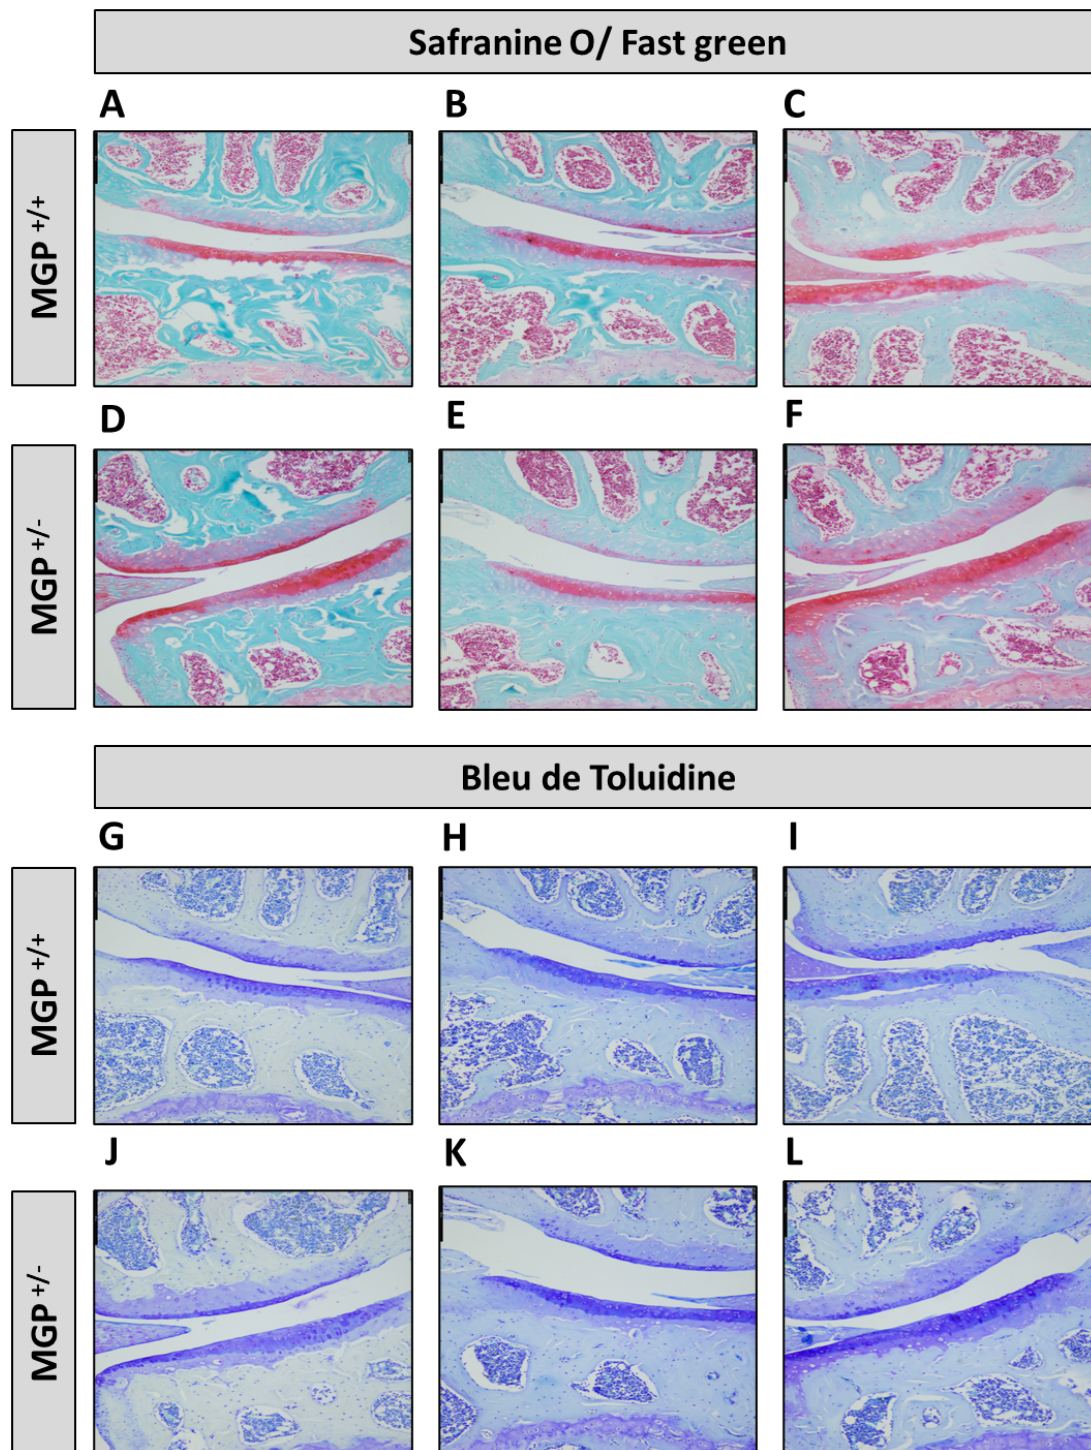 Safranine O/ Fast green
A
B
C
MGP +/+
D
E
F
MGP +/-
Bleu de Toluidine
G
H
I
MGP +/+
J
K
L
MGP +/-